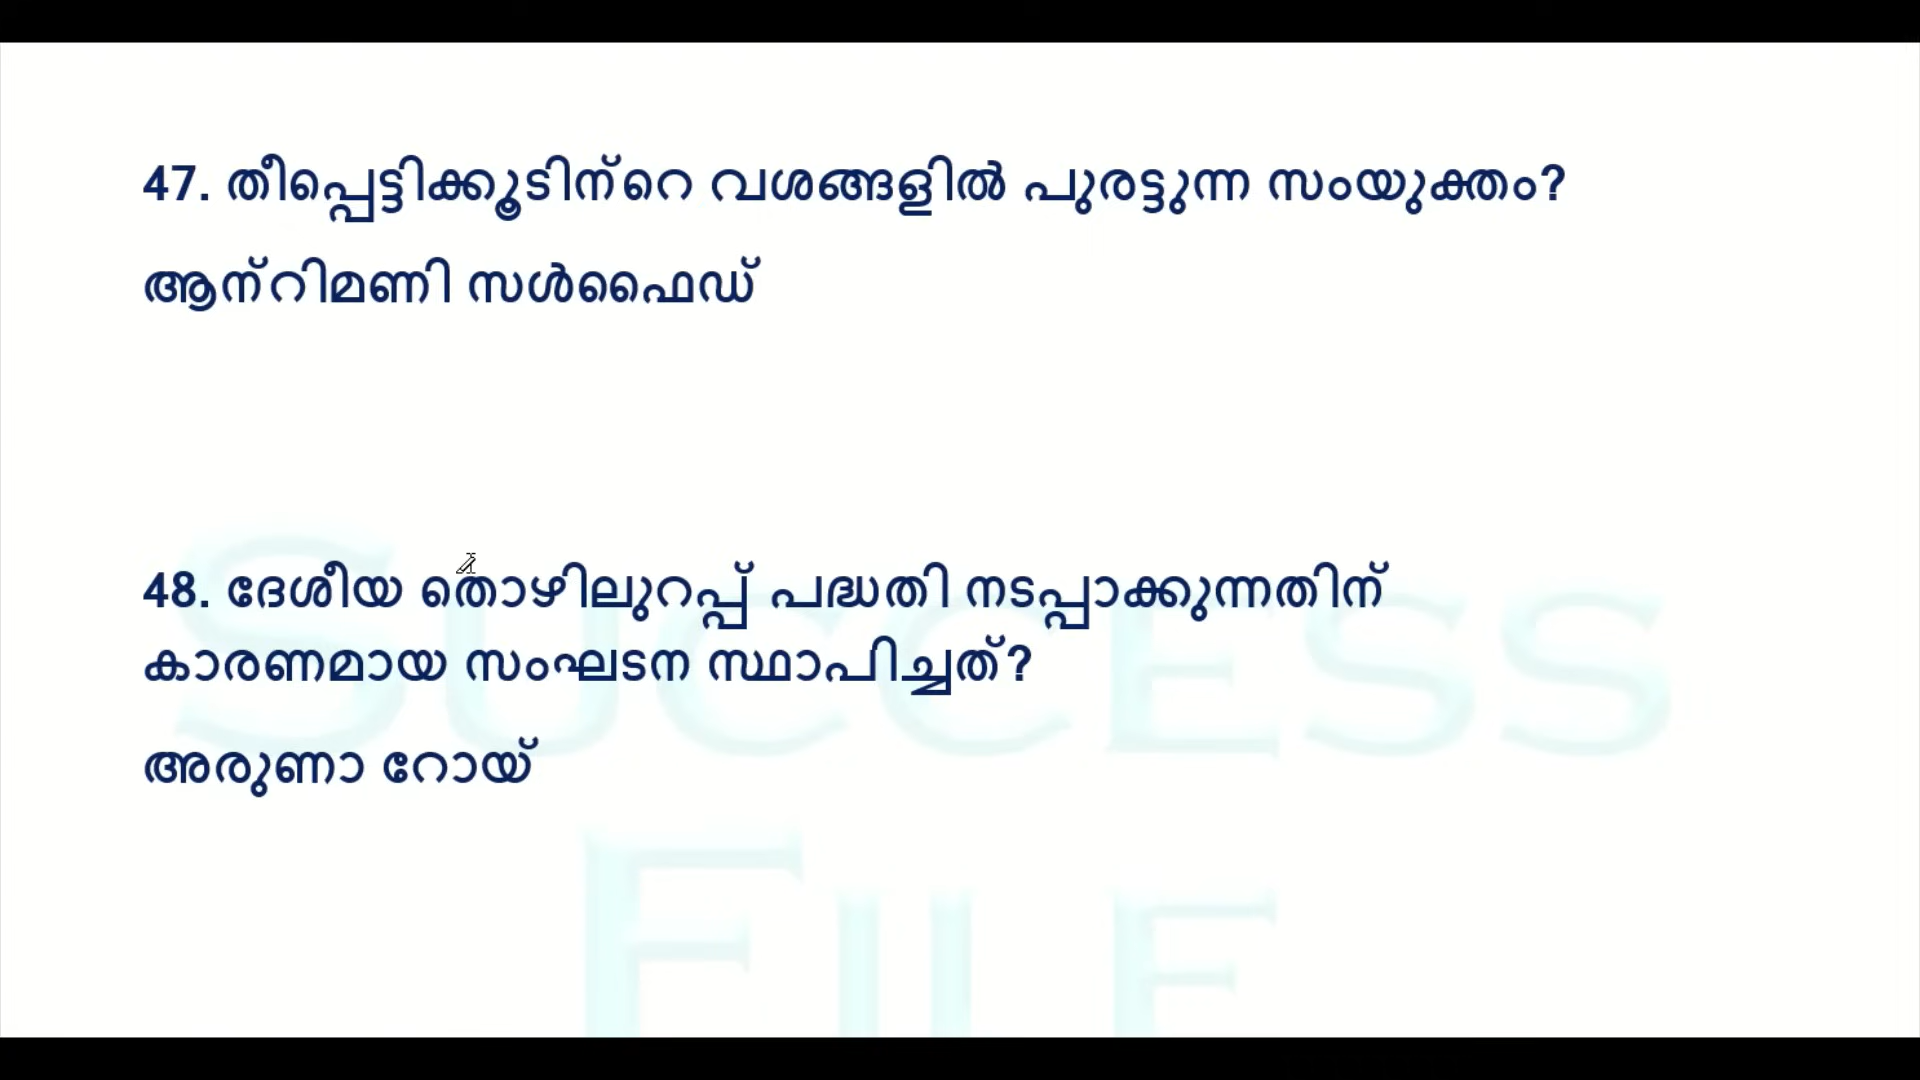 47. തീപ്പെട്ടിക്കൂടിന്‍റെ വശങ്ങളിൽ പുരട്ടുന്ന സംയുക്തം?
ആന്‍റിമണി സൾഫൈഡ്
48. ദേശീയ തൊഴിലുറപ്പ് പദ്ധതി നടപ്പാക്കുന്നതിന്
കാരണമായ സംഘടന സ്ഥാപിച്ചത്?
അരുണാ റോയ്
SUCCESS
FILE